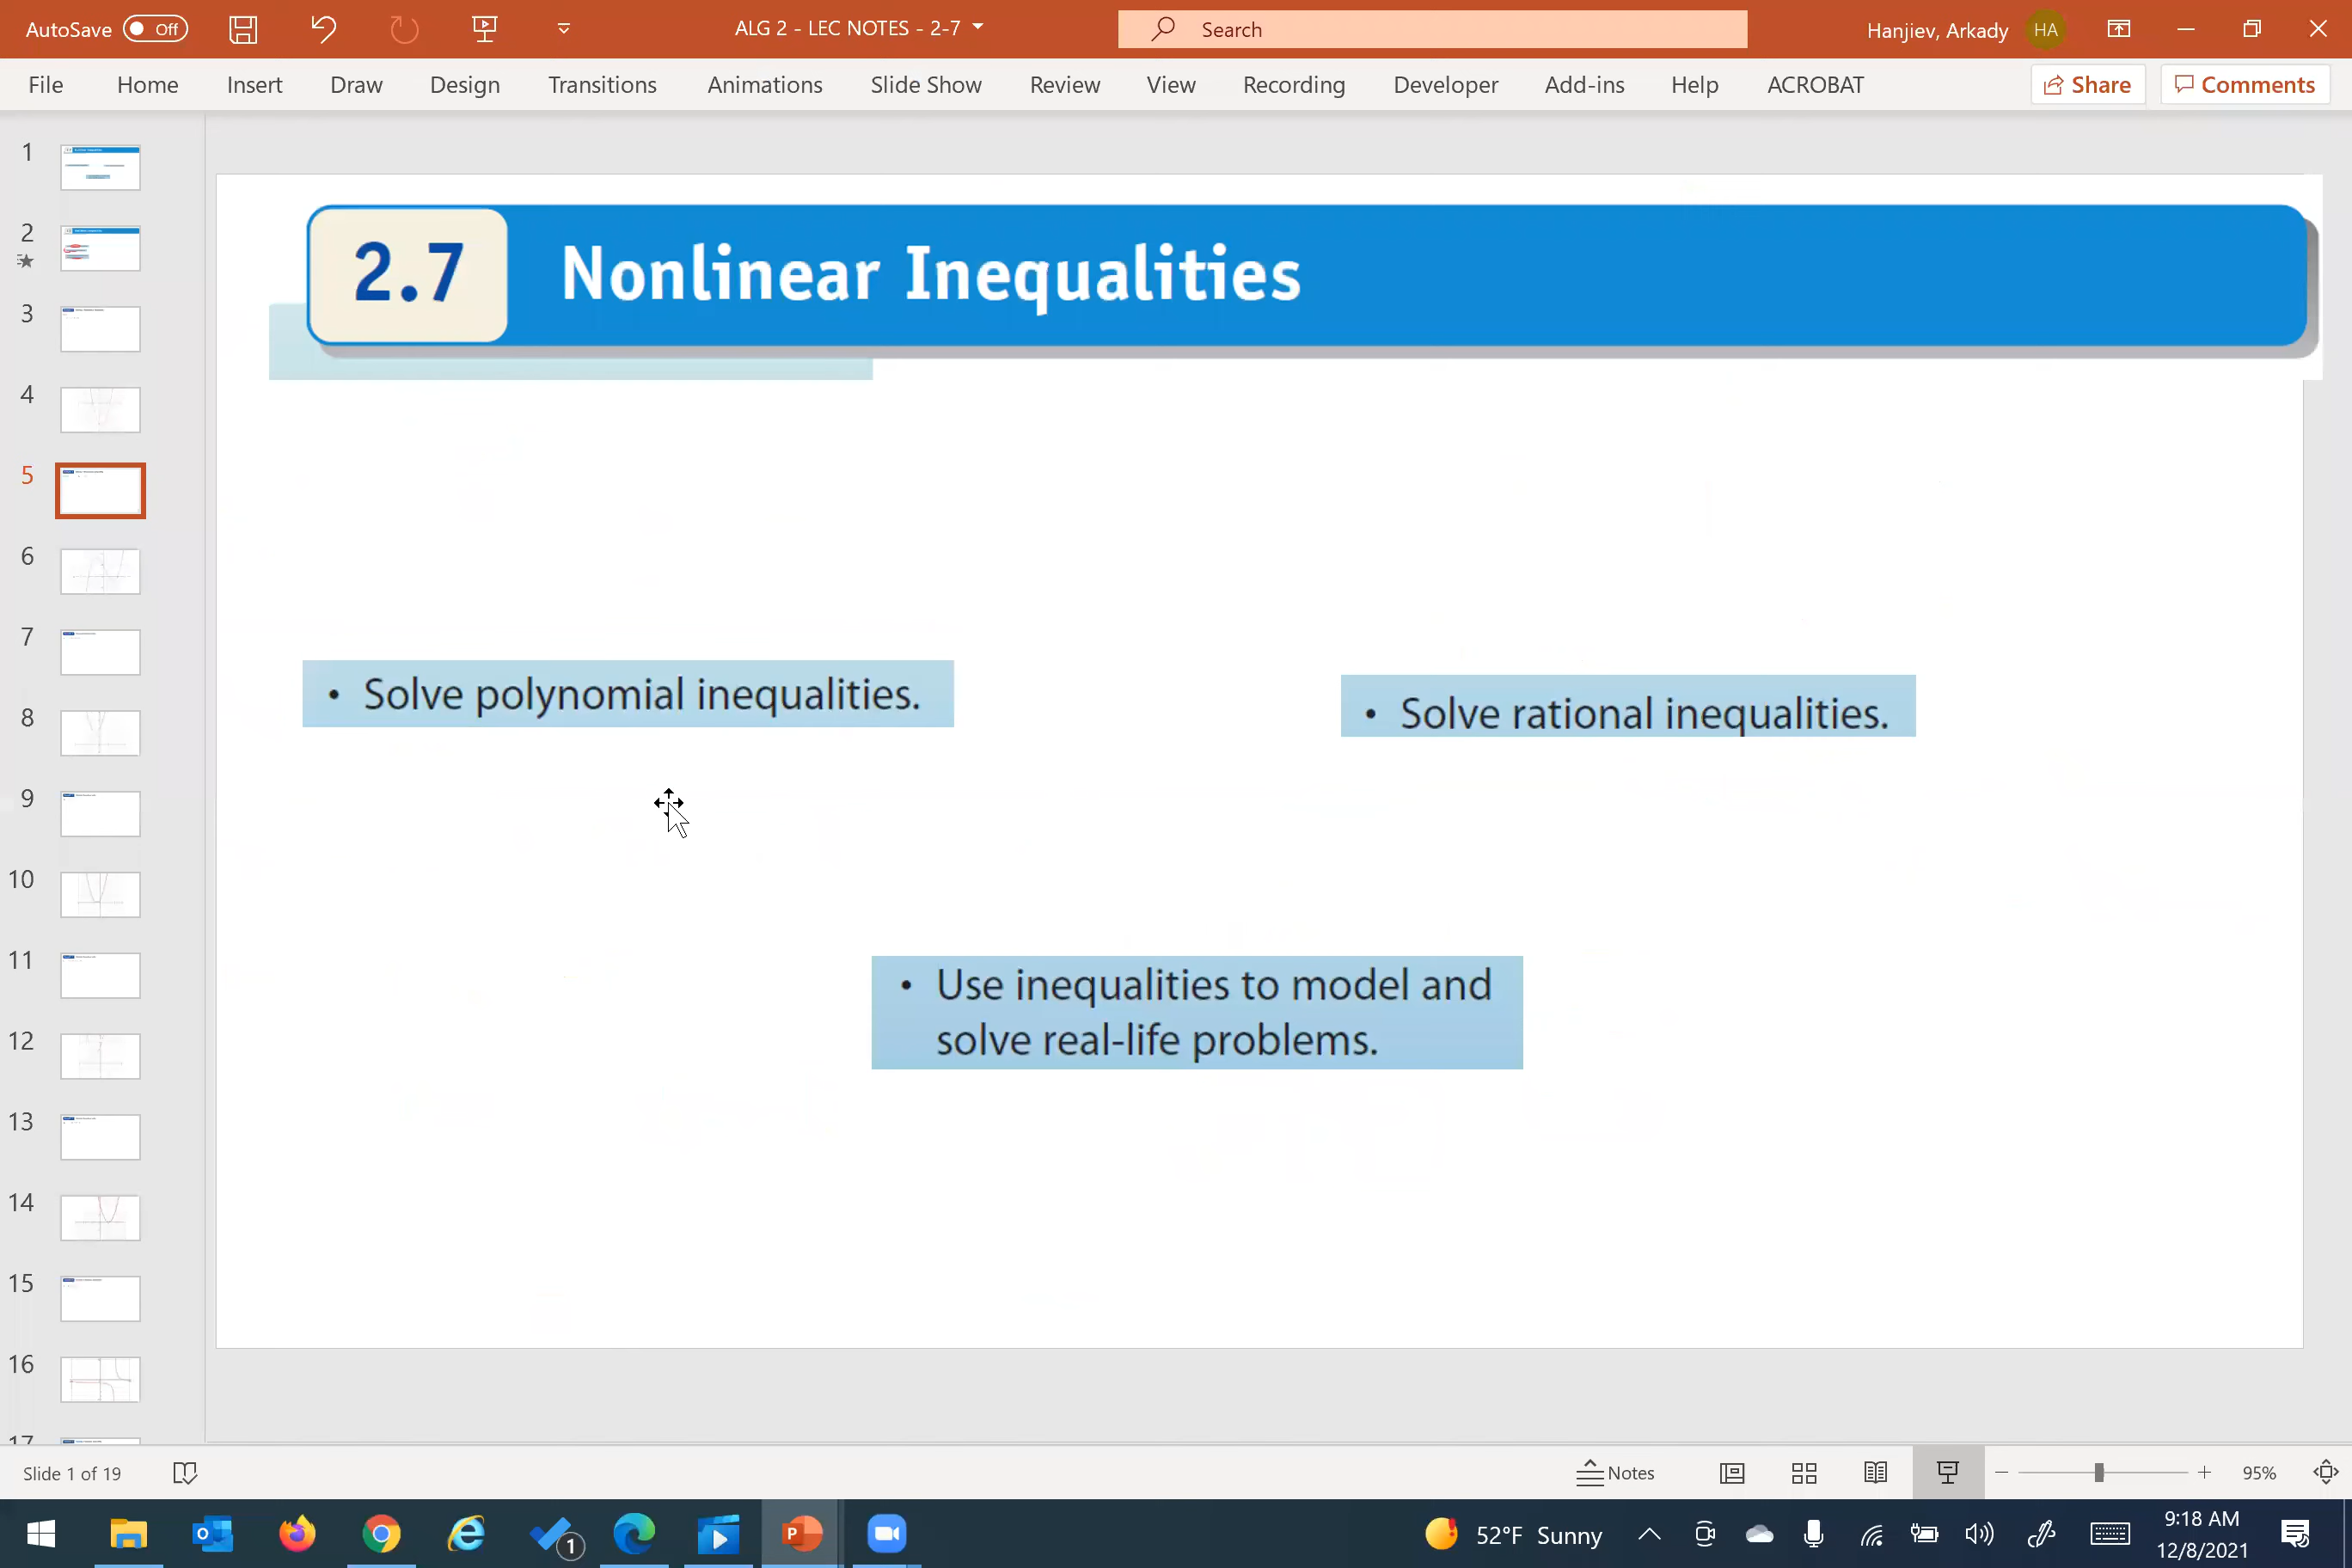 AutoSave Off ALG 2 - LEC NOTES - 2-7 Search Hanjiev, Arkady HA
File Home Insert Draw Design Transitions Animations Slide Show Review View Recording Developer Add-ins Help ACROBAT Share Comments
1
2
3
4
5
6
7
8
9
10
11
12
13
14
15
16
17
2.7 Nonlinear Inequalities
• Solve polynomial inequalities.
• Solve rational inequalities.
• Use inequalities to model and
solve real-life problems.
Slide 1 of 19 Notes 95%
1 52°F Sunny 9:18 AM
12/8/2021